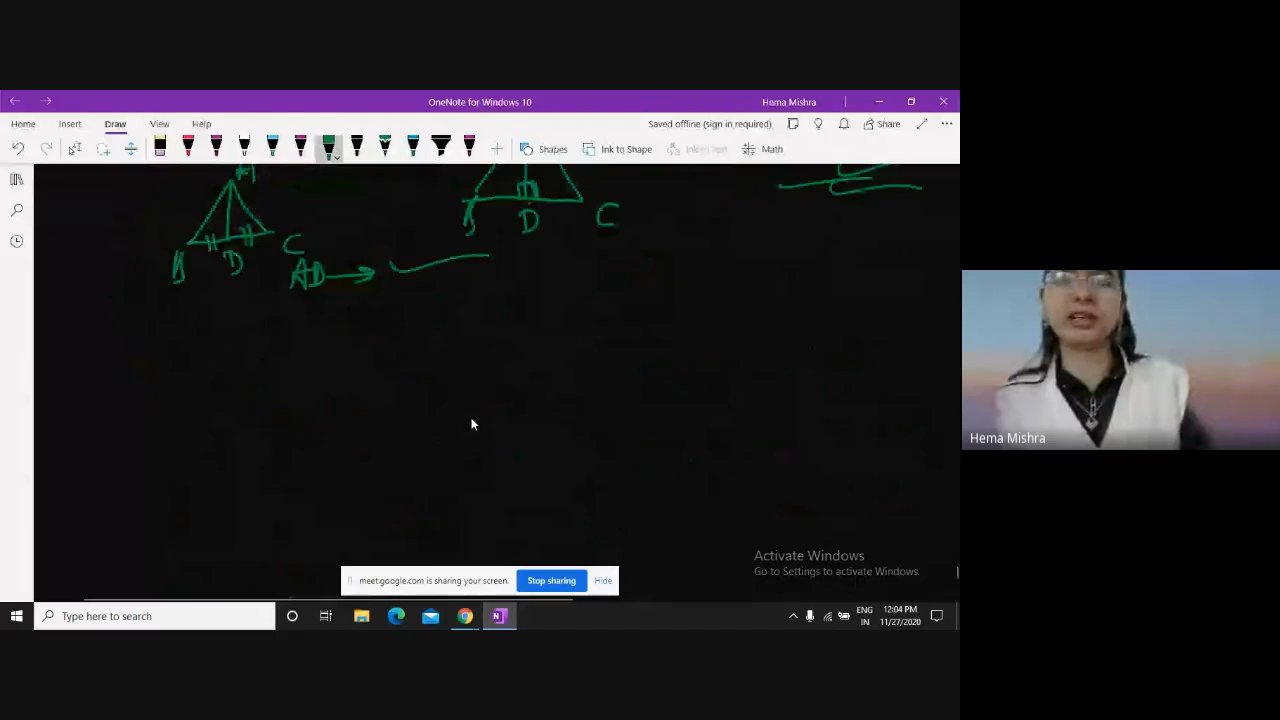 OneNote for Windows 10
Hema Mishra
Home Insert Draw View Help
Saved offline (sign in required)
Share
Shapes
Ink to Shape
Math
A
B D C
B D C
AD →
Hema Mishra
Activate Windows
Go to Settings to activate Windows.
meet.google.com is sharing your screen.
Stop sharing
Hide
Type here to search
ENG
IN
12:04 PM
11/27/2020